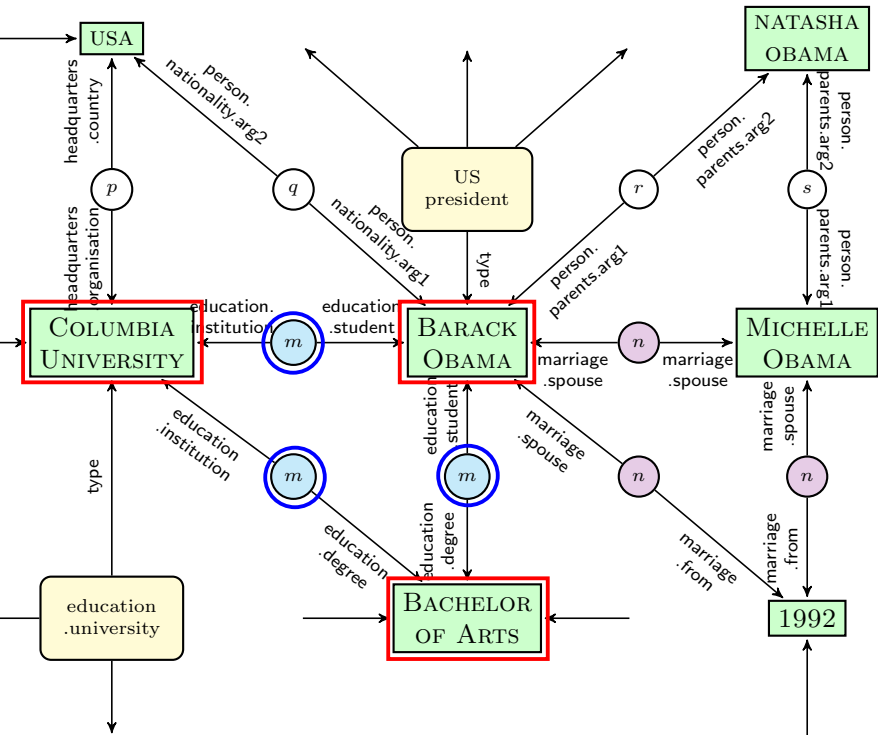 USA
NATASHA
OBAMA
headquarters
.country
person.
nationality.arg2
US
president
person.
parents.arg2
person.
parents.arg2
p
q
r
s
headquarters
.organisation
person.
nationality.arg1
type
person.
parents.arg1
person.
parents.arg1
COLUMBIA
UNIVERSITY
education.
institution
m
education
.student
BARACK
OBAMA
marriage
.spouse
n
marriage
.spouse
MICHELLE
OBAMA
type
education
.institution
m
education
.degree
education
.student
m
education
.degree
marriage
.spouse
n
marriage
.from
marriage
.spouse
n
marriage
.from
education
.university
BACHELOR
OF ARTS
1992